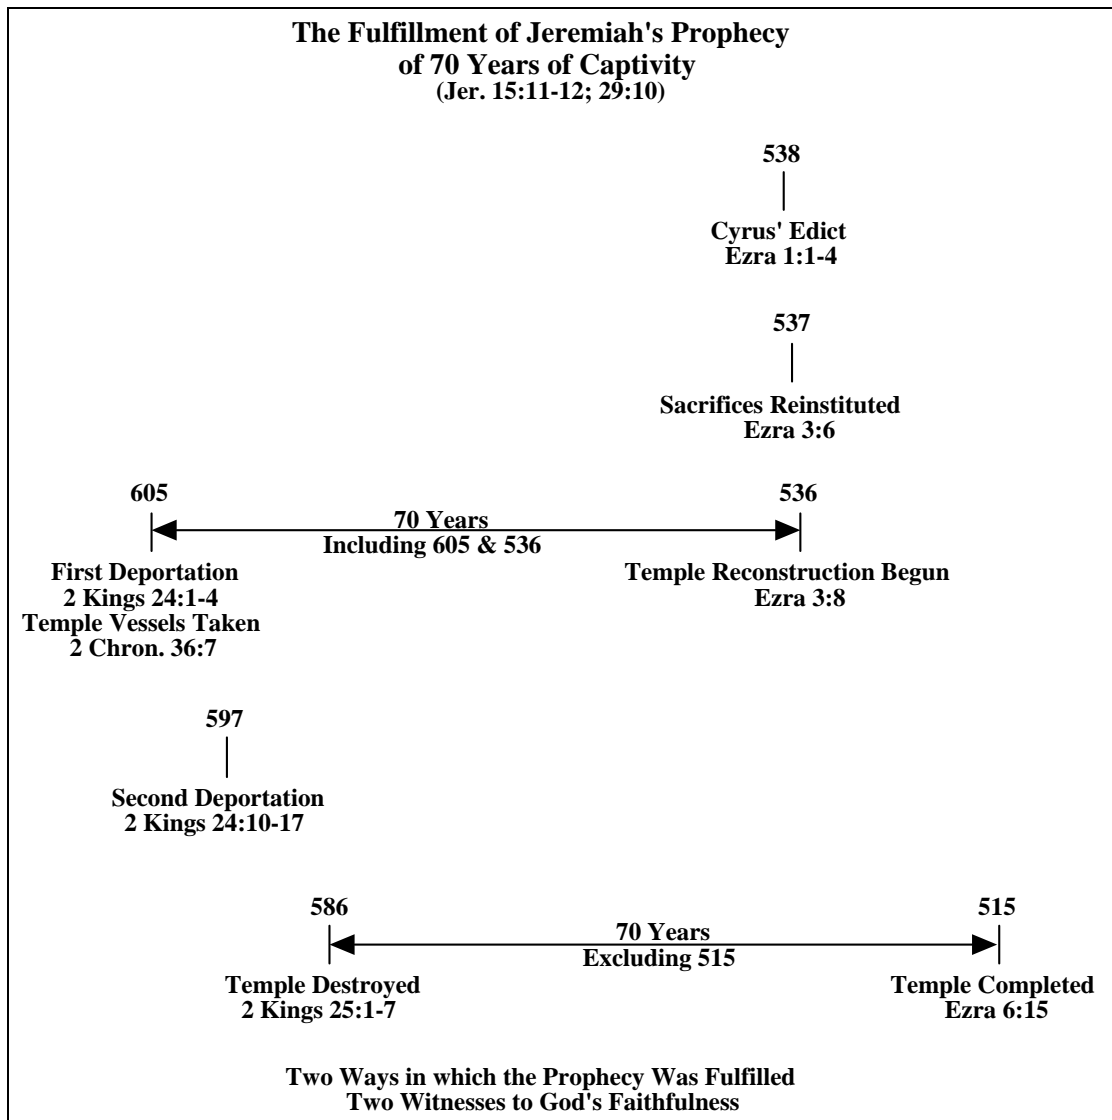 The Fulfillment of Jeremiah's Prophecy
of 70 Years of Captivity
(Jer. 15:11-12; 29:10)
538
Cyrus' Edict
Ezra 1:1-4
537
Sacrifices Reinstituted
Ezra 3:6
605
536
70 Years
Including 605 & 536
First Deportation
2 Kings 24:1-4
Temple Vessels Taken
2 Chron. 36:7
Temple Reconstruction Begun
Ezra 3:8
597
Second Deportation
2 Kings 24:10-17
586
515
70 Years
Excluding 515
Temple Destroyed
2 Kings 25:1-7
Temple Completed
Ezra 6:15
Two Ways in which the Prophecy Was Fulfilled
Two Witnesses to God's Faithfulness